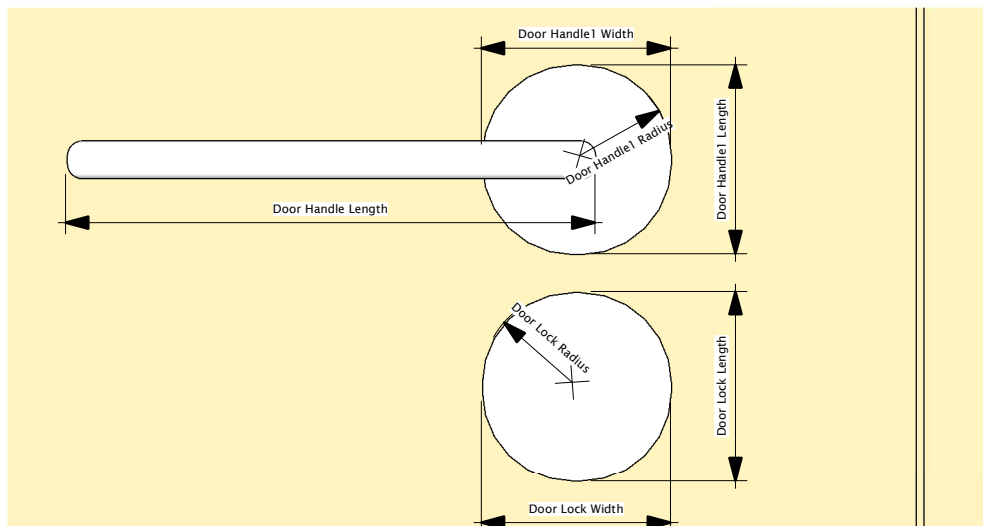 Door Handle1 Width
Door Handle1 Radius
Door Handle1 Length
Door Handle Length
Door Lock Radius
Door Lock Length
Door Lock Width